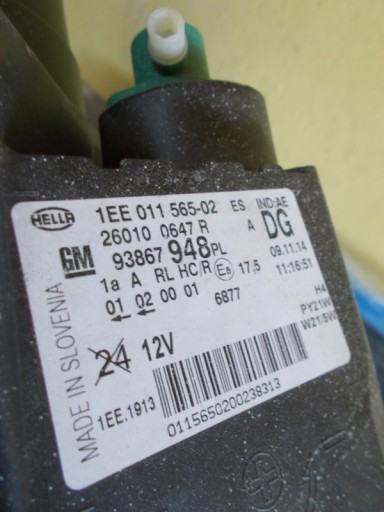 HELLA 1EE 011 565-02 ES IND:AE
26010 0647 R A DG
GM 93867 948 PL 09.11.14
1a A RL HC/R E8 17,5 11:16:51
01 02 00 01 6877 H4
PY21W
24 12V W21/5W
1EE.1913
0115650200238313
MADE IN SLOVENIA